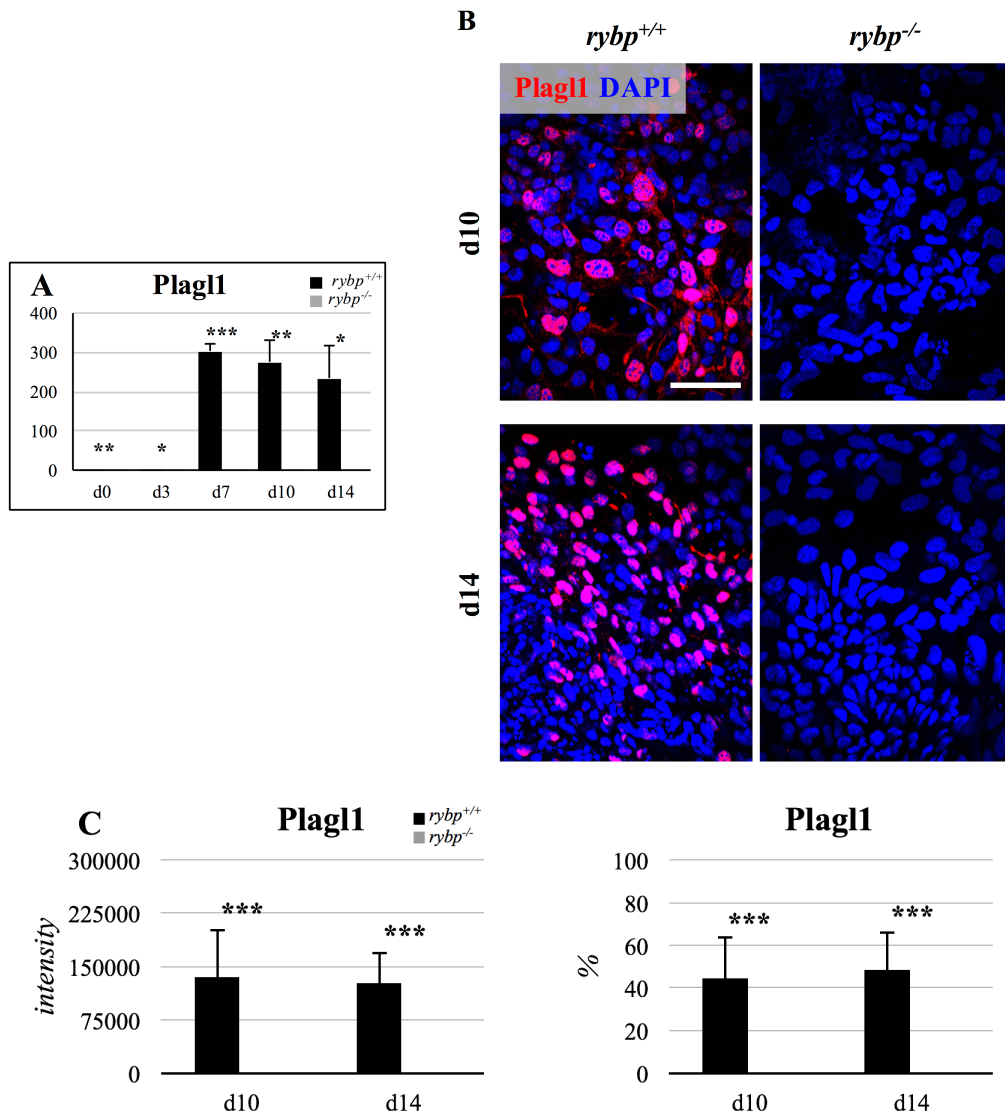 B
rybp+/+
rybp-/-
Plagl1 DAPI
d10
d14
A
Plagl1
rybp+/+
rybp-/-
400
300
200
100
0
***
**
*
**
*
d0 d3 d7 d10 d14
C
Plagl1
rybp+/+
rybp-/-
300000
225000
150000
75000
0
intensity
***
***
d10 d14
Plagl1
100
80
60
40
20
0
%
***
***
d10 d14